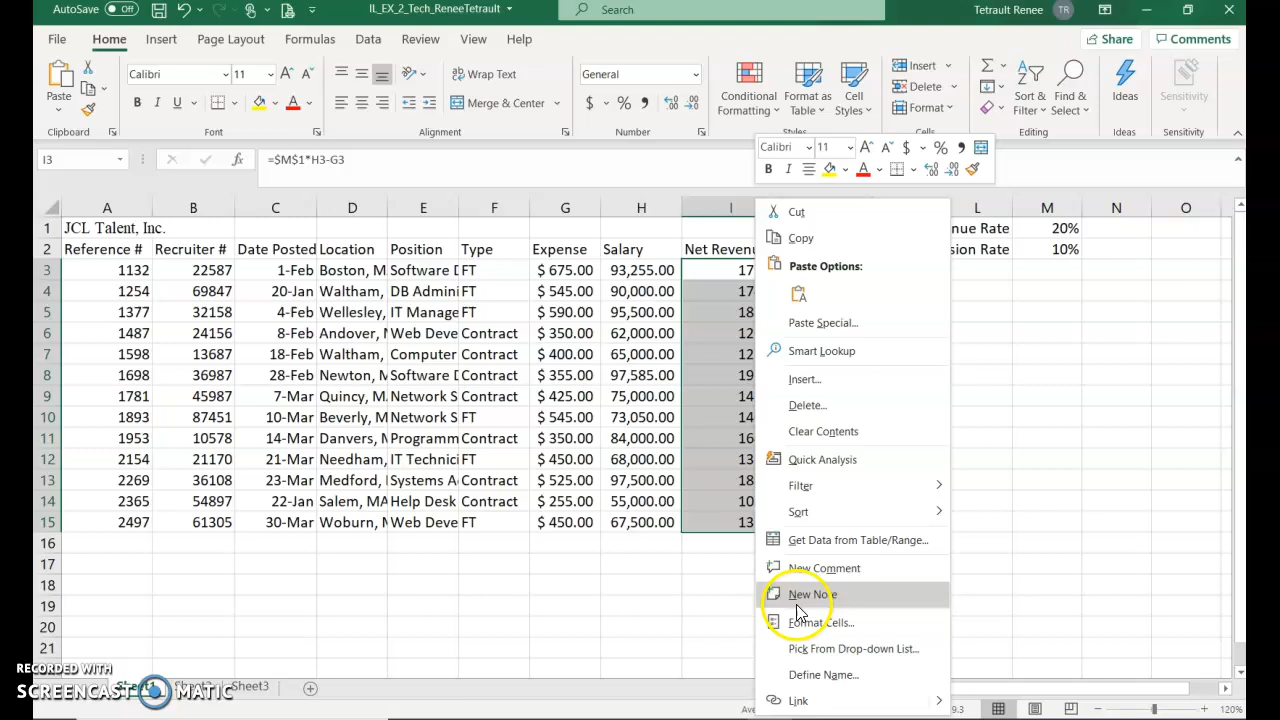 AutoSave Off IL_EX_2_Tech_ReneeTetrault Search Tetrault Renee TR
File Home Insert Page Layout Formulas Data Review View Help Share Comments
Paste Calibri 11 Wrap Text General Conditional Formatting Format as Table Cell Styles Insert Sort & Filter Find & Select Ideas Sensitivity
B I U Merge & Center $ % , Delete
Format
Clipboard Font Alignment Number Styles Cells Editing Ideas Sensitivity
I3 fx =$M$1*H3-G3
Calibri 11 $ % ,
B I A
A B C D E F G H I L M N O
1 JCL Talent, Inc. nue Rate 20%
2 Reference # Recruiter # Date Posted Location Position Type Expense Salary Net Revenu sion Rate 10%
3 1132 22587 1-Feb Boston, M Software D FT $ 675.00 93,255.00 17
4 1254 69847 20-Jan Waltham, DB Admini FT $ 545.00 90,000.00 17
5 1377 32158 4-Feb Wellesley, IT Manage FT $ 590.00 95,500.00 18
6 1487 24156 8-Feb Andover, M Web Deve Contract $ 350.00 62,000.00 12
7 1598 13687 18-Feb Waltham, Computer Contract $ 400.00 65,000.00 12
8 1698 36987 28-Feb Newton, M Software D Contract $ 355.00 97,585.00 19
9 1781 45987 7-Mar Quincy, MA Network S Contract $ 425.00 75,000.00 14
10 1893 87451 10-Mar Beverly, M Network S FT $ 545.00 73,050.00 14
11 1953 10578 14-Mar Danvers, M Programm Contract $ 350.00 84,000.00 16
12 2154 21170 21-Mar Needham, IT Technici FT $ 450.00 68,000.00 13
13 2269 36108 23-Mar Medford, M Systems A Contract $ 525.00 97,500.00 18
14 2365 54897 22-Jan Salem, MA Help Desk Contract $ 255.00 55,000.00 10
15 2497 61305 30-Mar Woburn, M Web Deve FT $ 450.00 67,500.00 13
16
17
18
19
20
21
Cut
Copy
Paste Options:
Paste Special...
Smart Lookup
Insert...
Delete...
Clear Contents
Quick Analysis
Filter
Sort
Get Data from Table/Range...
New Comment
New Note
Format Cells...
Pick From Drop-down List...
Define Name...
Link
RECORDED WITH
SCREENCAST MATIC
Sheet1 Sheet3
120%